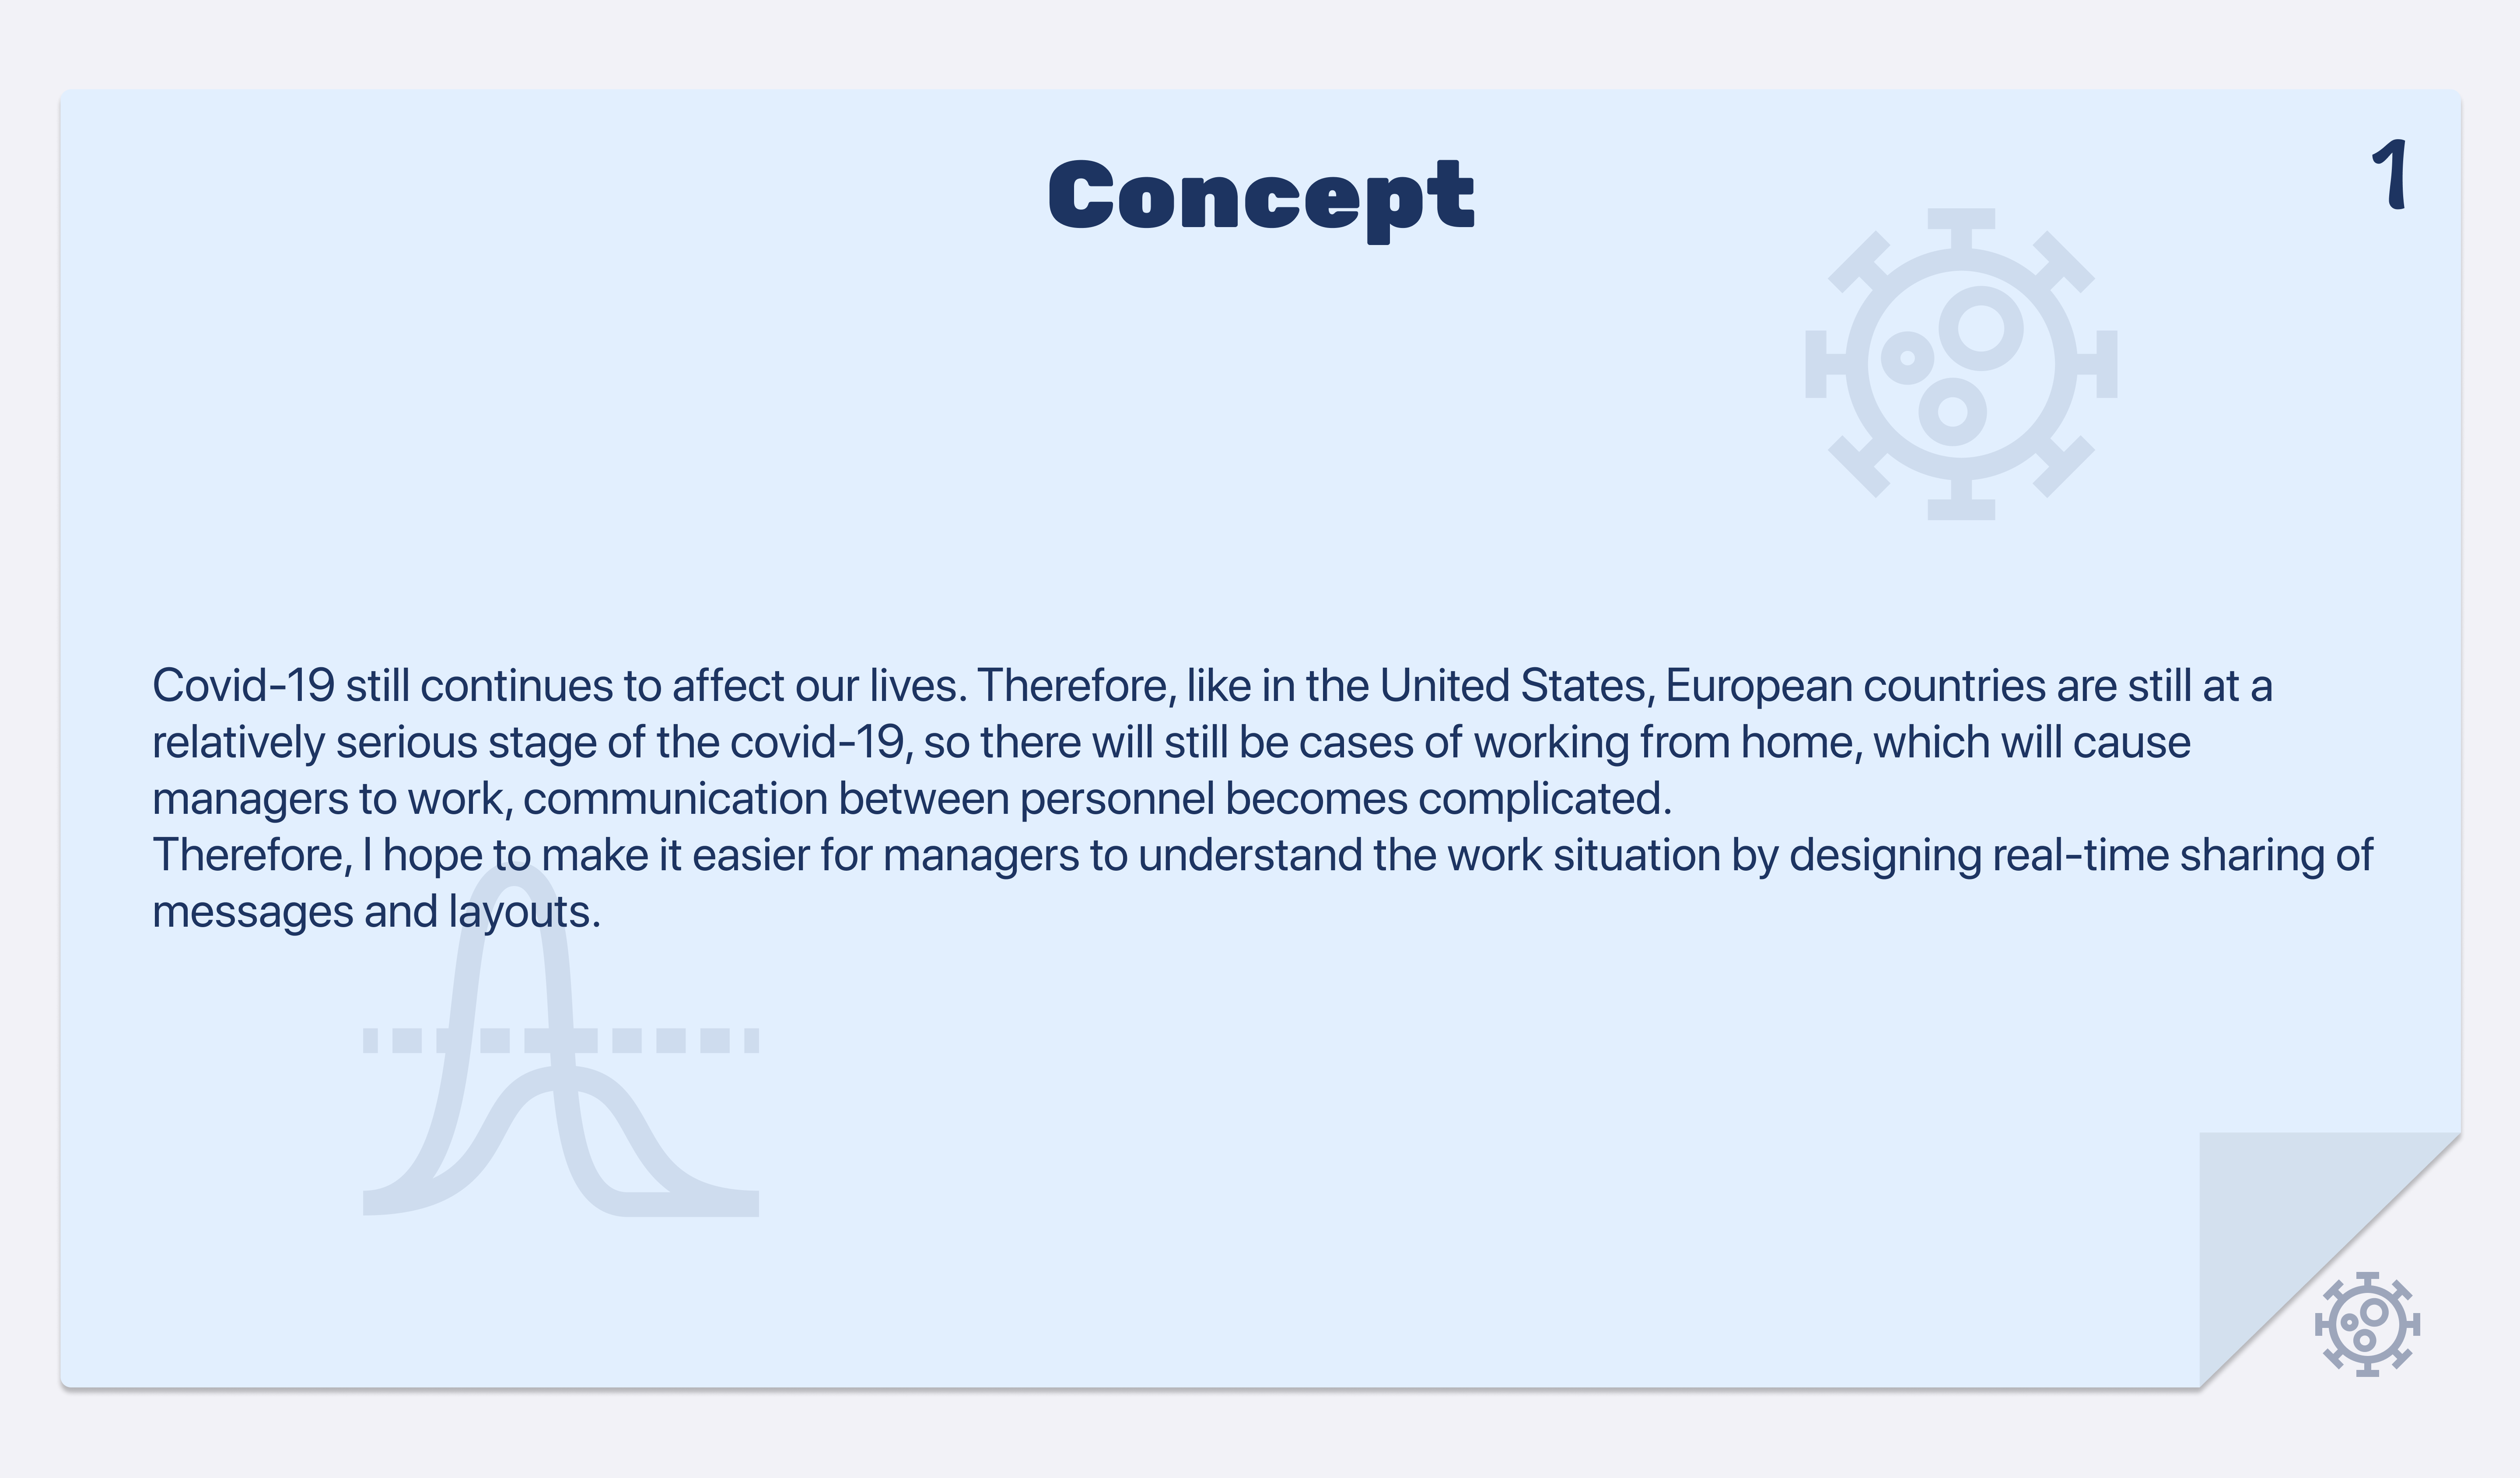 Concept
1
Covid-19 still continues to affect our lives. Therefore, like in the United States, European countries are still at a
relatively serious stage of the covid-19, so there will still be cases of working from home, which will cause
managers to work, communication between personnel becomes complicated.
Therefore, I hope to make it easier for managers to understand the work situation by designing real-time sharing of
messages and layouts.